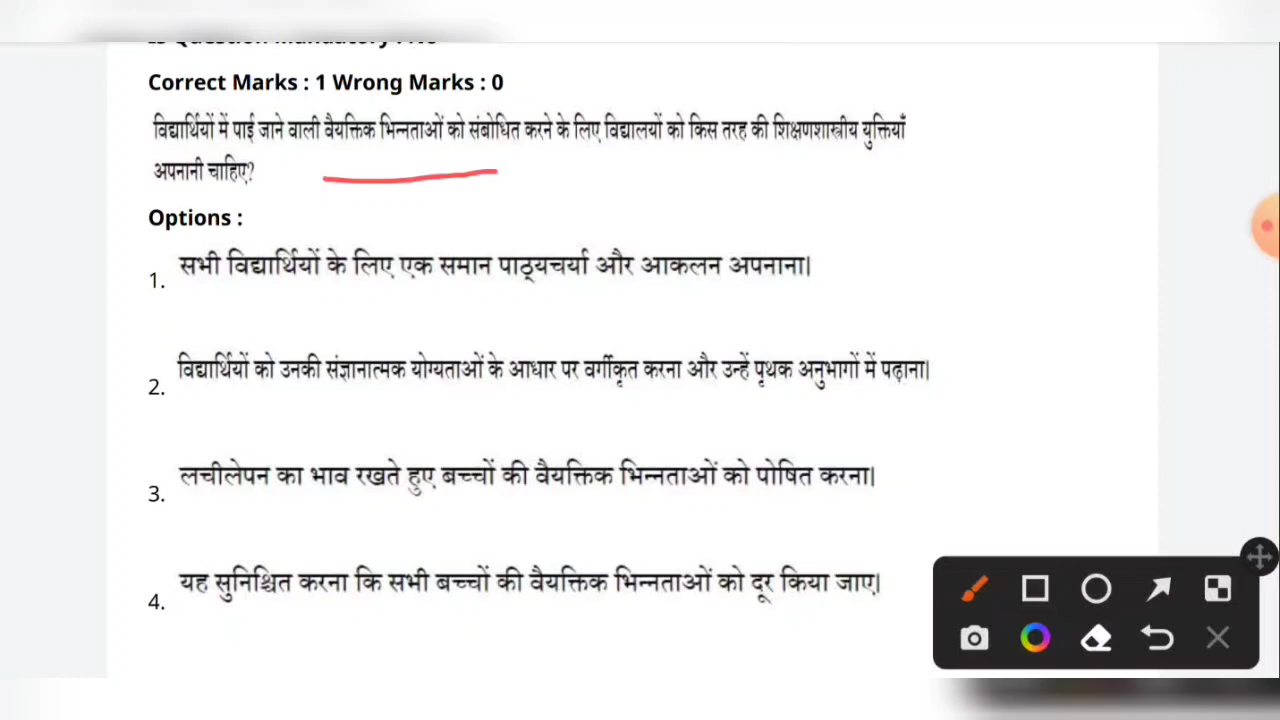 Correct Marks : 1 Wrong Marks : 0
विद्यार्थियों में पाई जाने वाली वैयक्तिक भिन्नताओं को संबोधित करने के लिए विद्यालयों को किस तरह की शिक्षणशास्त्रीय युक्तियाँ
अपनानी चाहिए?
Options :
1. सभी विद्यार्थियों के लिए एक समान पाठ्यचर्या और आकलन अपनाना।
2. विद्यार्थियों को उनकी संज्ञानात्मक योग्यताओं के आधार पर वर्गीकृत करना और उन्हें पृथक अनुभागों में पढ़ाना।
3. लचीलेपन का भाव रखते हुए बच्चों की वैयक्तिक भिन्नताओं को पोषित करना।
4. यह सुनिश्चित करना कि सभी बच्चों की वैयक्तिक भिन्नताओं को दूर किया जाए।